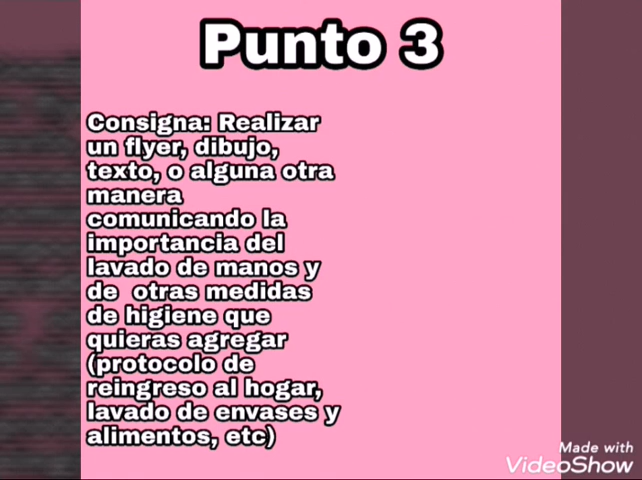 Punto 3
Consigna: Realizar
un flyer, dibujo,
texto, o alguna otra
manera
comunicando la
importancia del
lavado de manos y
de otras medidas
de higiene que
quieras agregar
(protocolo de
reingreso al hogar,
lavado de envases y
alimentos, etc)
Made with
VideoShow